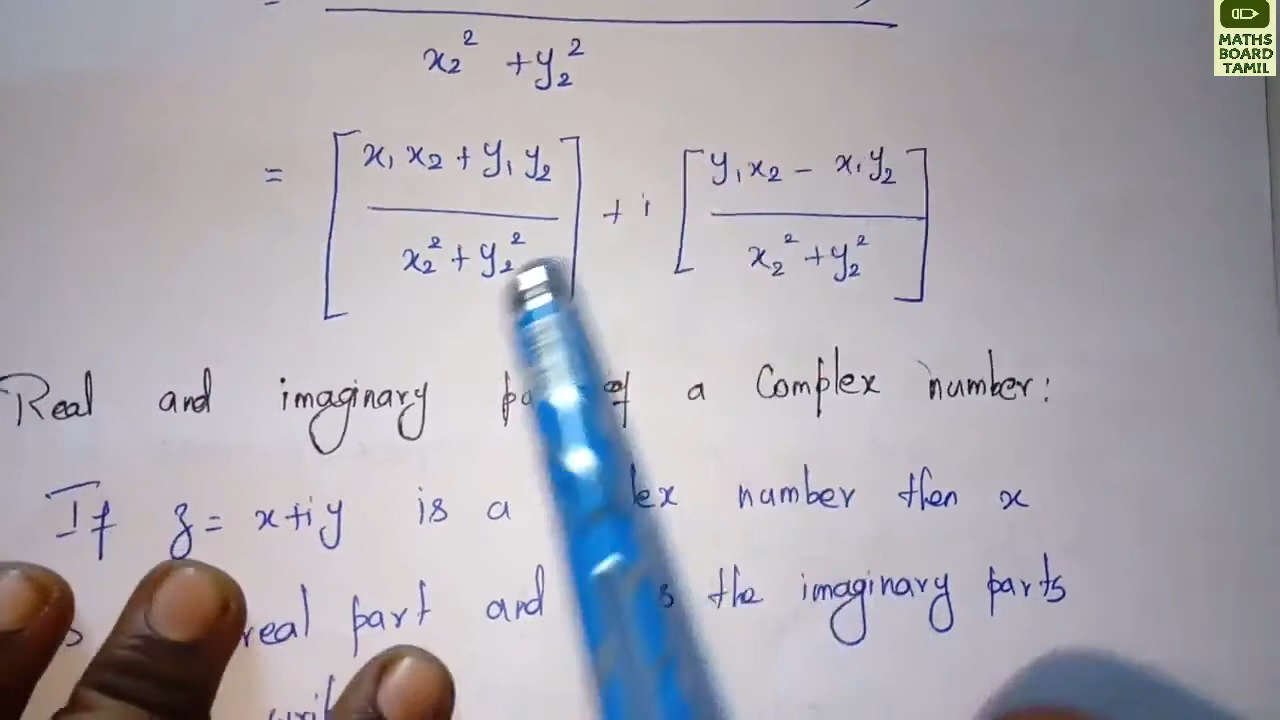 MATHS
BOARD
TAMIL
x₂² + y₂²
= [ (x₁x₂ + y₁y₂) / (x₂² + y₂²) ] + i [ (y₁x₂ - x₁y₂) / (x₂² + y₂²) ]
Real and imaginary of a Complex number:
If z = x+iy is a number then x
real part and the imaginary parts